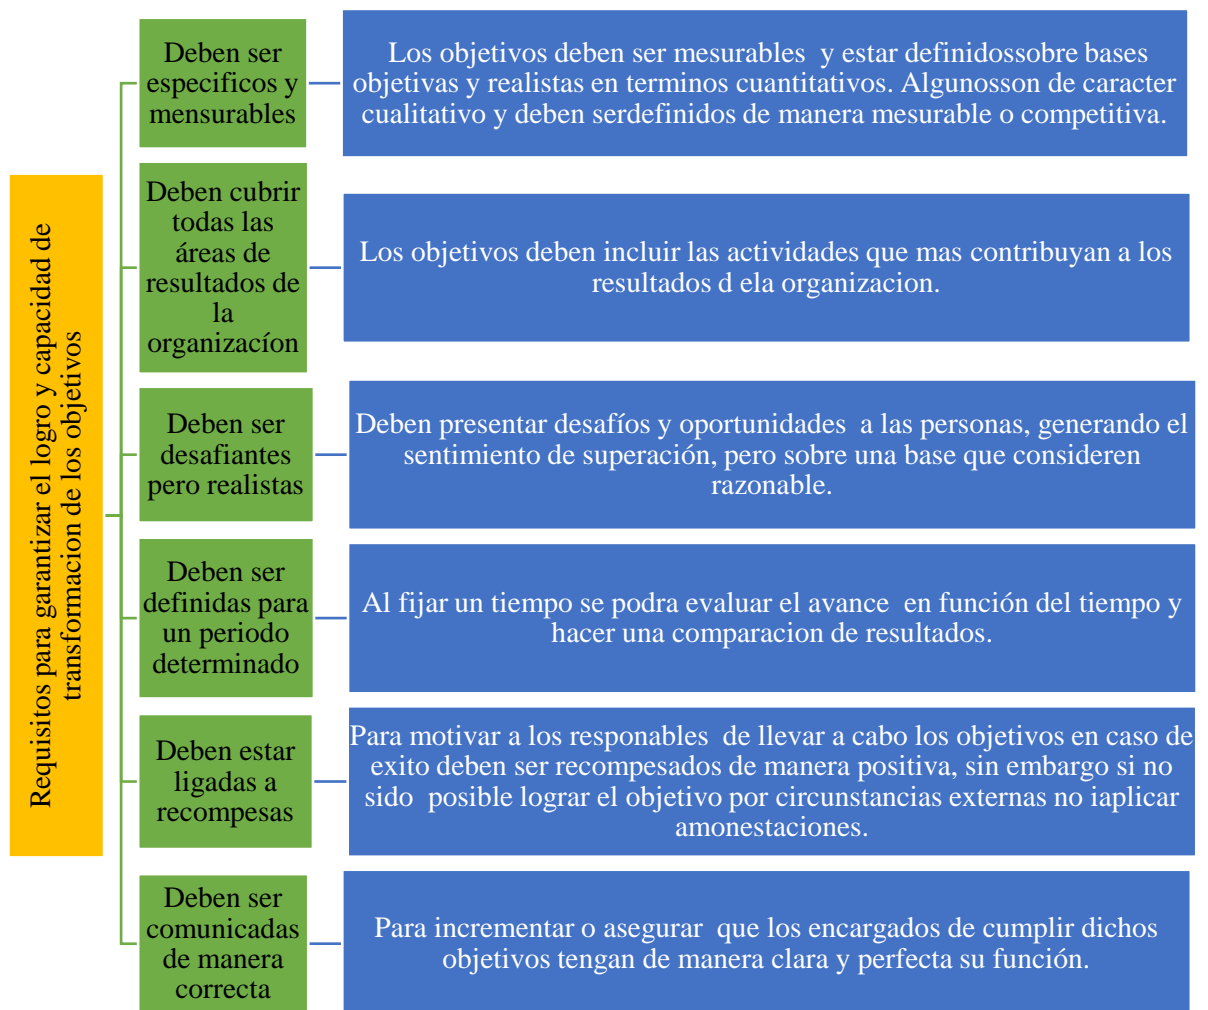 Requisitos para garantizar el logro y capacidad de
transformacion de los objetivos
Deben ser
especificos y
mensurables
Los objetivos deben ser mesurables  y estar definidossobre bases
objetivas y realistas en terminos cuantitativos. Algunosson de caracter
cualitativo y deben serdefinidos de manera mesurable o competitiva.
Deben cubrir
todas las
áreas de
resultados de
la
organizacíon
Los objetivos deben incluir las actividades que mas contribuyan a los
resultados d ela organizacion.
Deben ser
desafiantes
pero realistas
Deben presentar desafíos y oportunidades  a las personas, generando el
sentimiento de superación, pero sobre una base que consideren
razonable.
Deben ser
definidas para
un periodo
determinado
Al fijar un tiempo se podra evaluar el avance  en función del tiempo y
hacer una comparacion de resultados.
Deben estar
ligadas a
recompesas
Para motivar a los responables  de llevar a cabo los objetivos en caso de
exito deben ser recompesados de manera positiva, sin embargo si no
sido  posible lograr el objetivo por circunstancias externas no iaplicar
amonestaciones.
Deben ser
comunicadas
de manera
correcta
Para incrementar o asegurar  que los encargados de cumplir dichos
objetivos tengan de manera clara y perfecta su función.